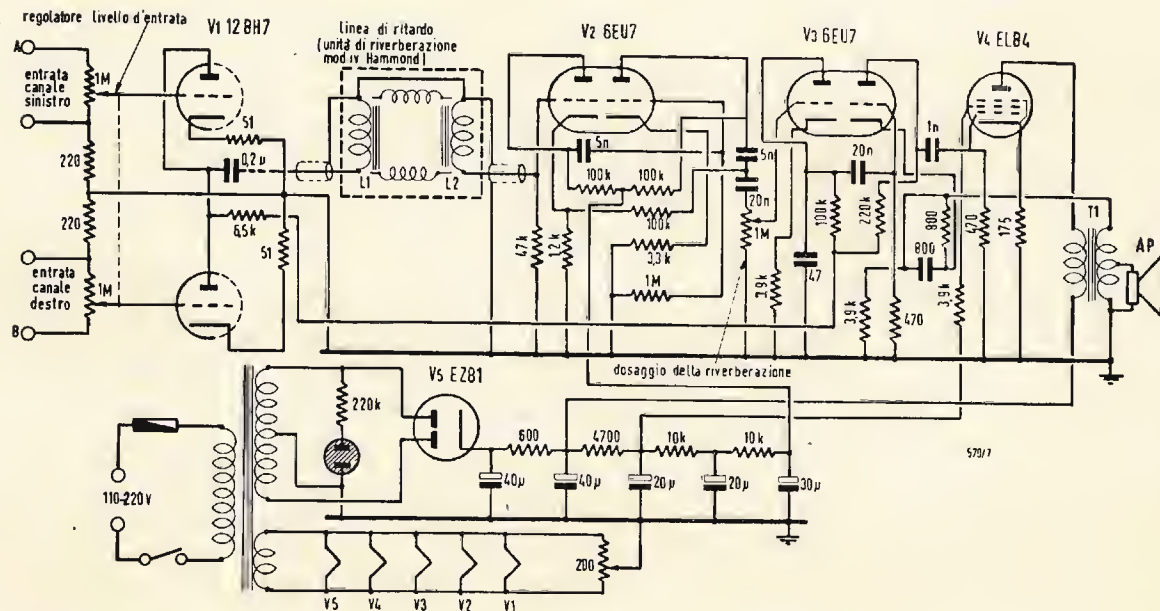 regolatore livello d'entrata
V1 12BH7
A
1M
entrata
canale
sinistro
220
220
entrata
canale
destro
1M
B
51
0,2µ
6,5k
51
linea di ritardo
(unità di riverberazione
mod IV Hammond)
L1
L2
V2 6EU7
5n
100k
100k
100k
47k
1,2k
3,3k
1M
5n
20n
1M
dosaggio della riverberazione
V3 6EU7
3,9k
100k
47
20n
220k
3,9k
470
800
800
3,9k
1n
V4 EL84
470
175
T1
AP
110-220V
220k
V5 EZ81
600
4700
10k
10k
40µ
40µ
20µ
20µ
30µ
579/7
200
V5
V4
V3
V2
V1